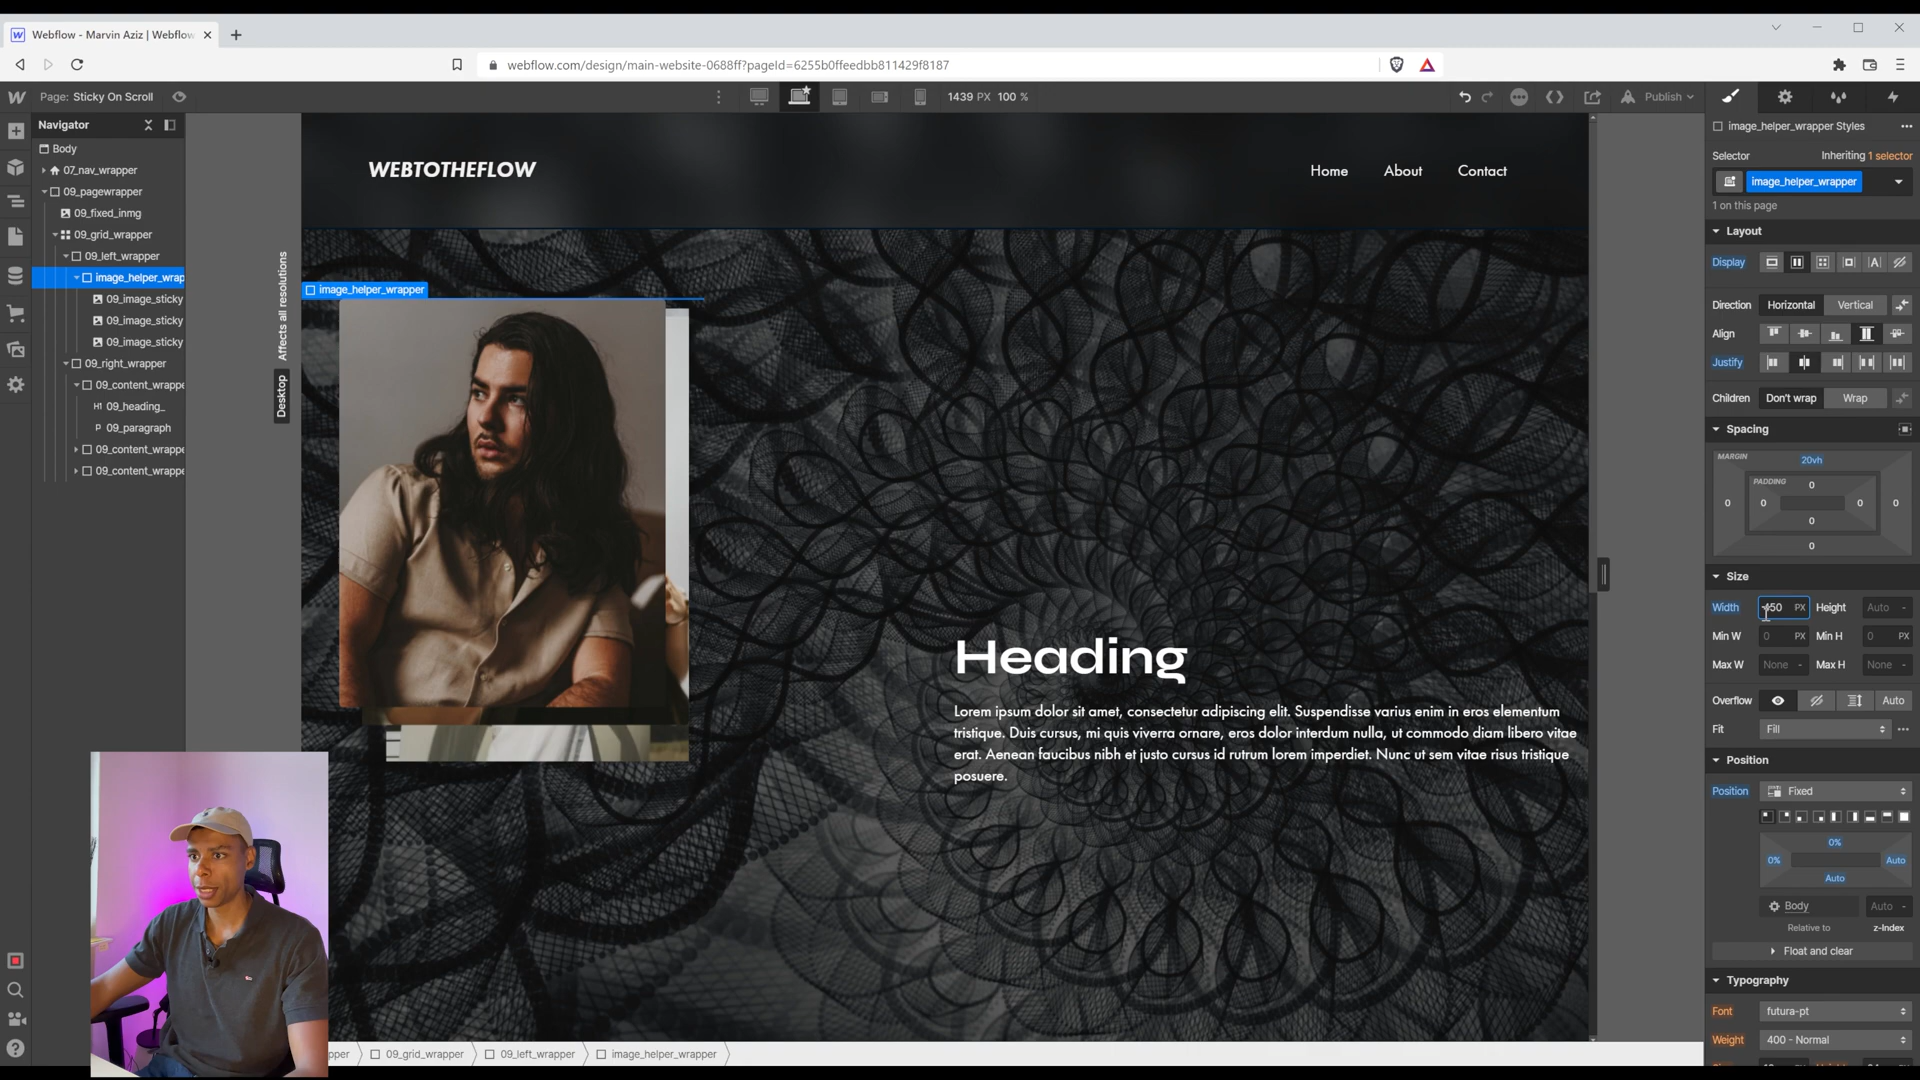 Webflow - Marvin Aziz | Webflow
webflow.com/design/main-website-0688ff?pageId=6255b0ffeedbb811429f8187
Page: Sticky On Scroll
1439 PX 100 %
Publish
Navigator
Body
07_nav_wrapper
09_pagewrapper
09_fixed_inmg
09_grid_wrapper
09_left_wrapper
image_helper_wrap
09_image_sticky
09_image_sticky
09_image_sticky
09_right_wrapper
09_content_wrappe
H1 09_heading_
P 09_paragraph
09_content_wrappe
09_content_wrappe
Affects all resolutions
Desktop
WEBTOTHEFLOW
Home About Contact
image_helper_wrapper
Heading
Lorem ipsum dolor sit amet, consectetur adipiscing elit. Suspendisse varius enim in eros elementum
tristique. Duis cursus, mi quis viverra ornare, eros dolor interdum nulla, ut commodo diam libero vitae
erat. Aenean faucibus nibh et justo cursus id rutrum lorem imperdiet. Nunc ut sem vitae risus tristique
posuere.
pper 09_grid_wrapper 09_left_wrapper image_helper_wrapper
image_helper_wrapper Styles
Selector Inheriting 1 selector
image_helper_wrapper
1 on this page
Layout
Display
Direction Horizontal Vertical
Align
Justify
Children Don't wrap Wrap
Spacing
MARGIN 20vh
PADDING 0
0 0 0 0
0
0
Size
Width 450 PX Height Auto -
Min W 0 PX Min H 0 PX
Max W None - Max H None -
Overflow Auto
Fit Fill
Position
Position Fixed
0%
0% Auto
Auto
Body Auto -
Relative to z-Index
Float and clear
Typography
Font futura-pt
Weight 400 - Normal